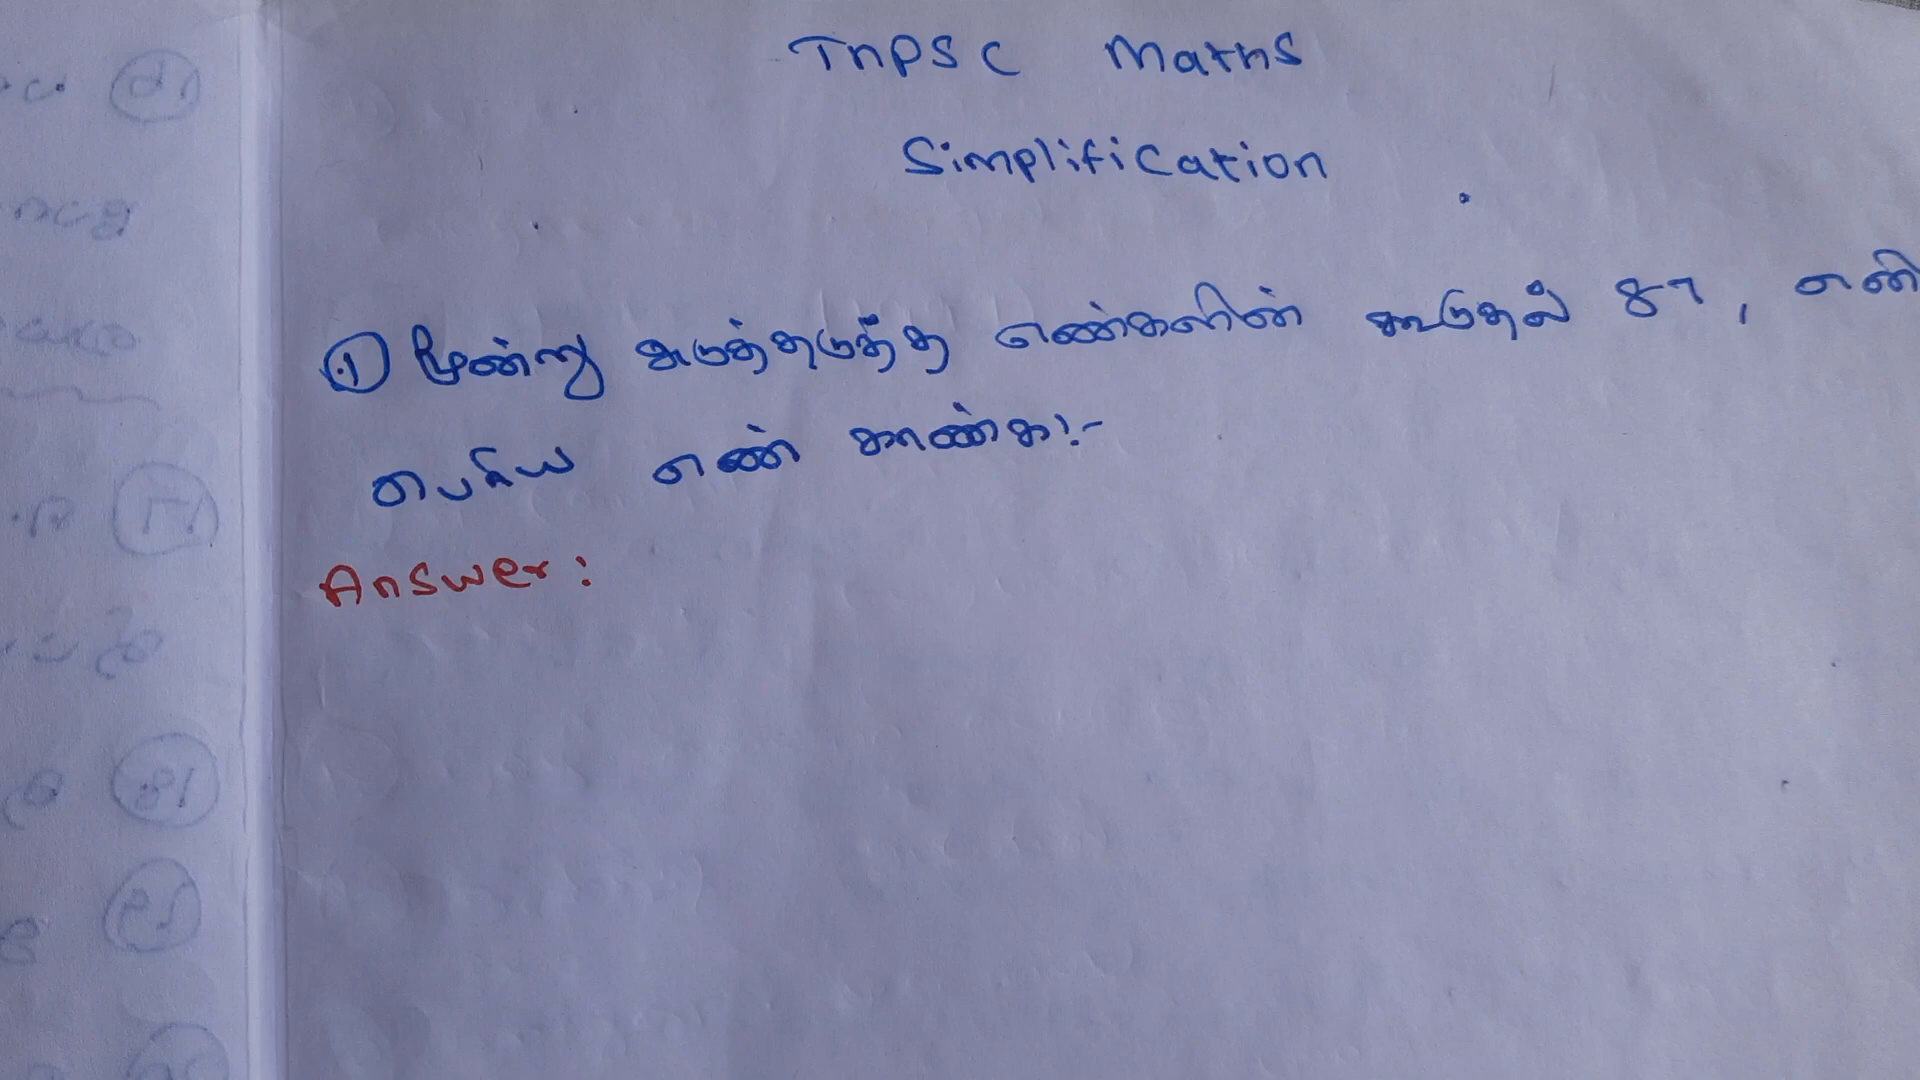 TnPSC Maths
Simplification
① மூன்று அடுத்தடுத்த எண்களின் கூடுதல் 87, எனி
பெரிய எண் காண்க:-
Answer: